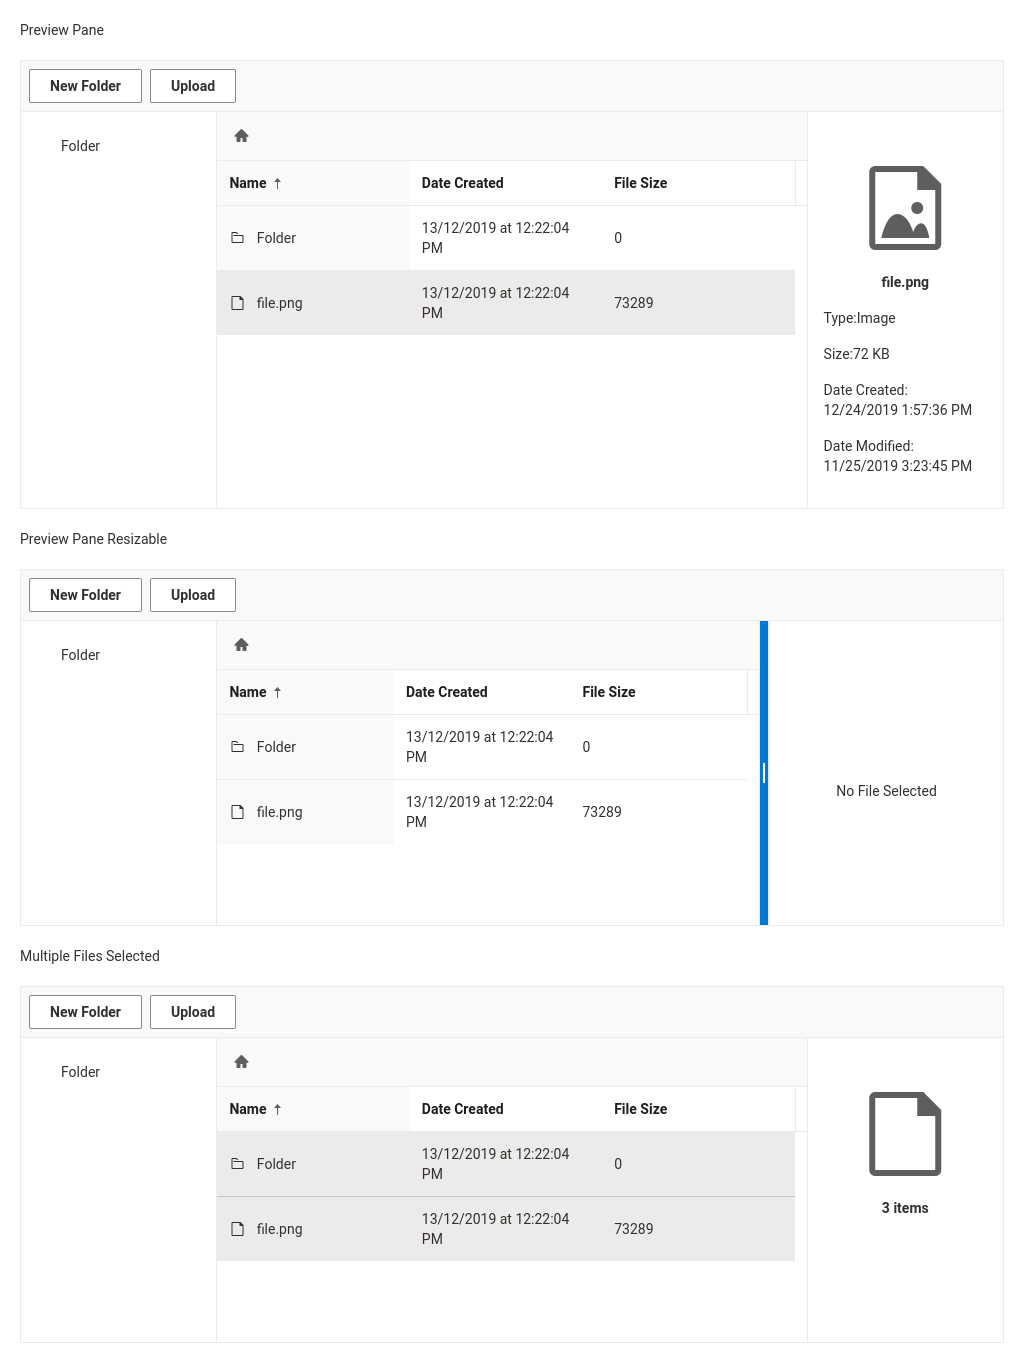 Preview Pane
New Folder
Upload
Folder
Name
Date Created
File Size
Folder
13/12/2019 at 12:22:04
PM
0
file.png
13/12/2019 at 12:22:04
PM
73289
file.png
Type:Image
Size:72 KB
Date Created:
12/24/2019 1:57:36 PM
Date Modified:
11/25/2019 3:23:45 PM
Preview Pane Resizable
New Folder
Upload
Folder
Name
Date Created
File Size
Folder
13/12/2019 at 12:22:04
PM
0
file.png
13/12/2019 at 12:22:04
PM
73289
No File Selected
Multiple Files Selected
New Folder
Upload
Folder
Name
Date Created
File Size
Folder
13/12/2019 at 12:22:04
PM
0
file.png
13/12/2019 at 12:22:04
PM
73289
3 items